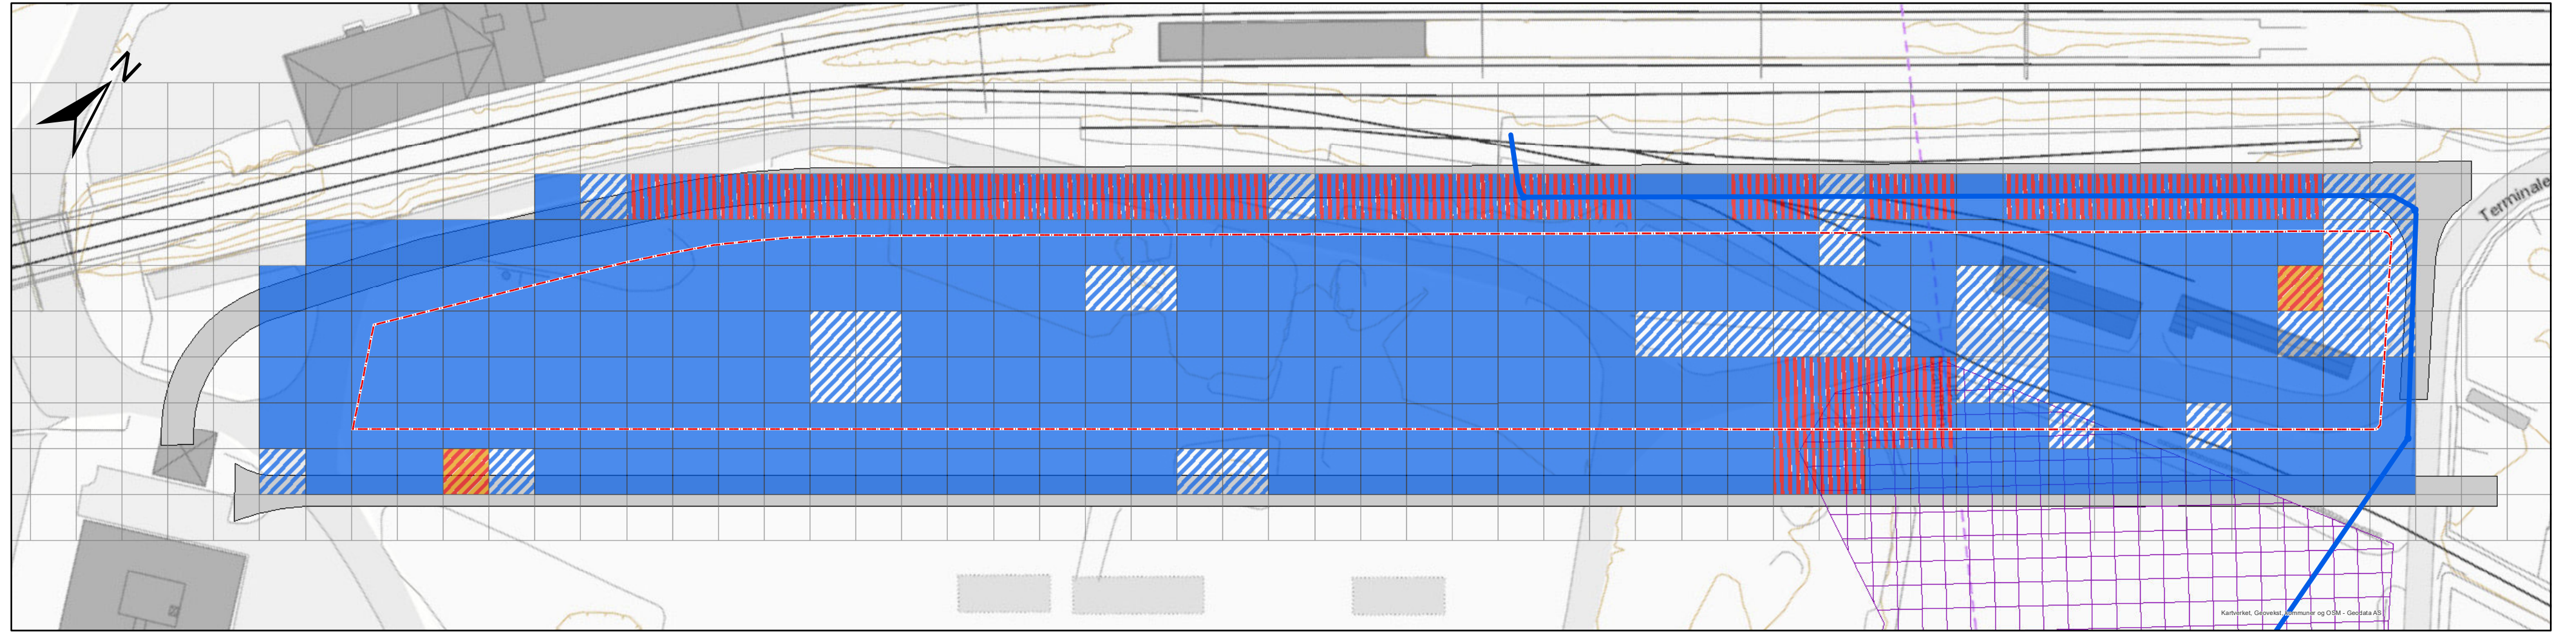 N
Terminale
Kartverket, Geovekst, kommuner og OSM - Geodata AS